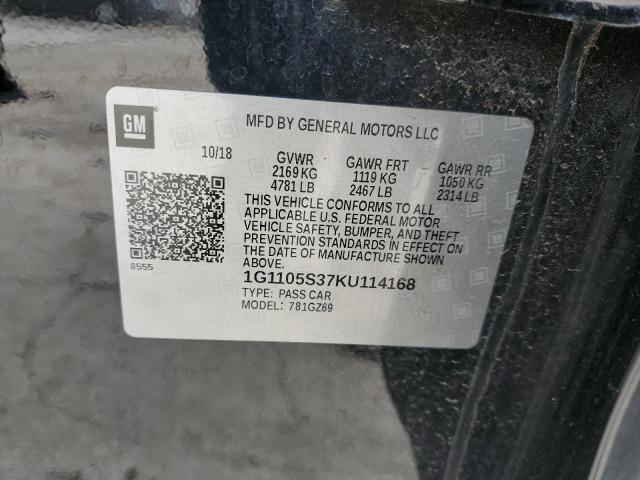 GM
MFD BY GENERAL MOTORS LLC
10/18 GVWR GAWR FRT GAWR RR
2169 KG 1119 KG 1050 KG
4781 LB 2467 LB 2314 LB
THIS VEHICLE CONFORMS TO ALL
APPLICABLE U.S. FEDERAL MOTOR
VEHICLE SAFETY, BUMPER, AND THEFT
PREVENTION STANDARDS IN EFFECT ON
THE DATE OF MANUFACTURE SHOWN
ABOVE.
8555
1G1105S37KU114168
TYPE: PASS CAR
MODEL: 781GZ69